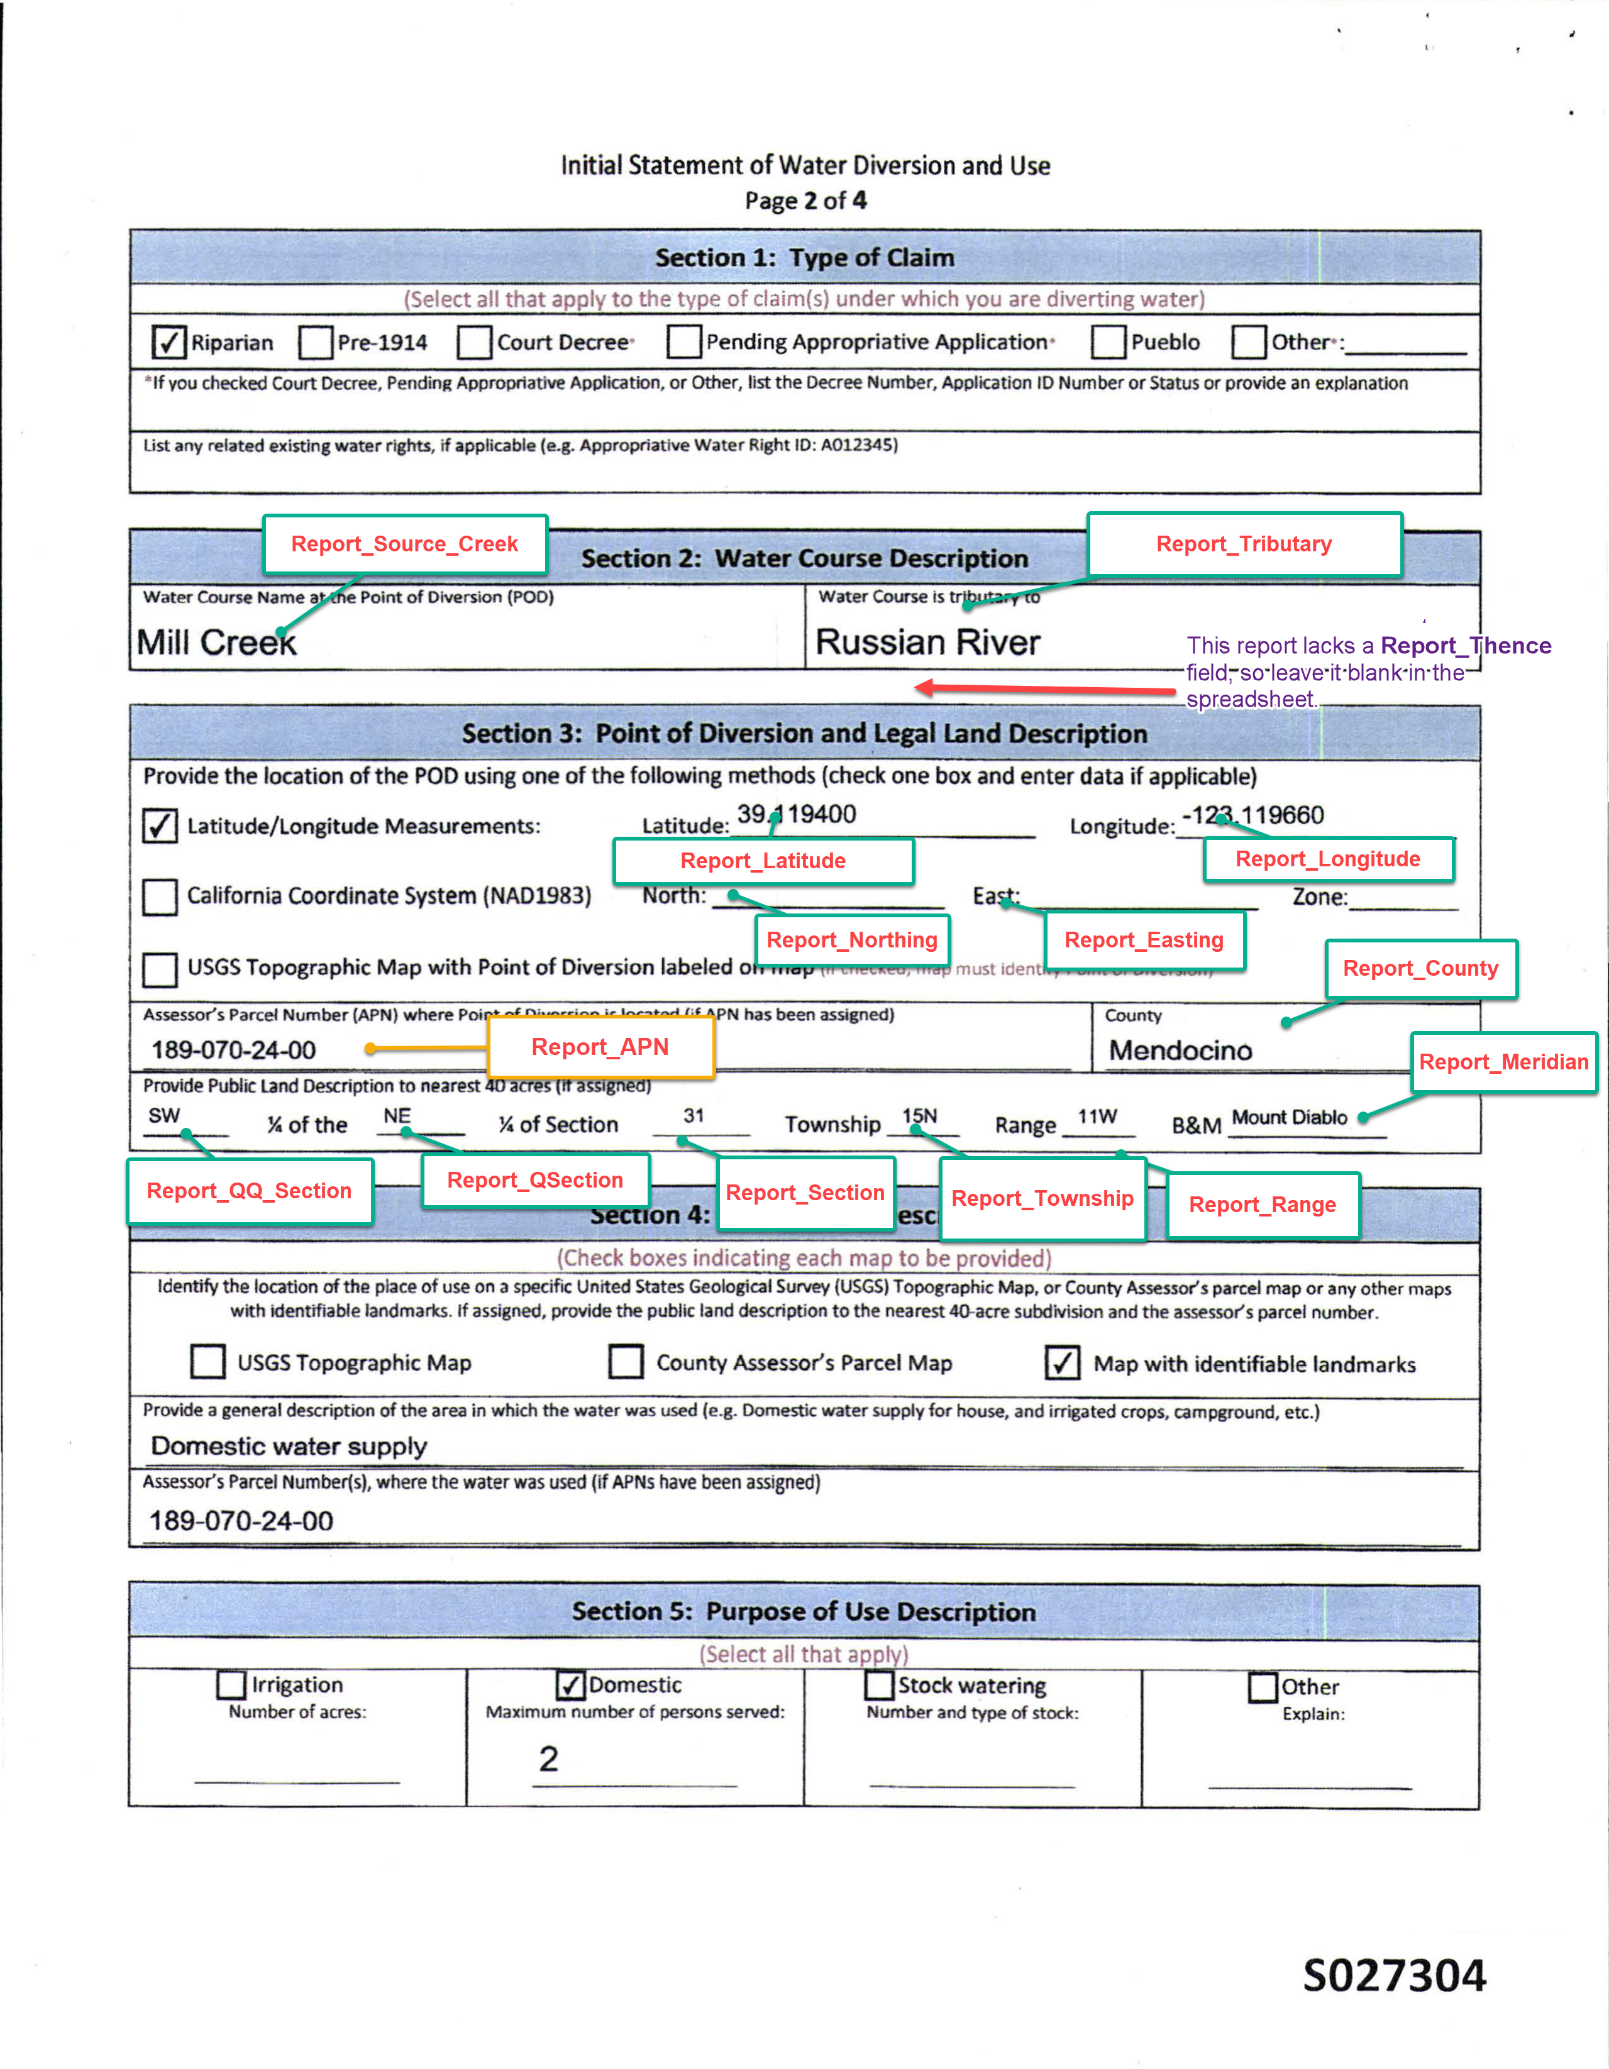 Initial Statement of Water Diversion and Use
Page 2 of 4
Section 1: Type of Claim
(Select all that apply to the type of claim(s) under which you are diverting water)
✓ Riparian Pre-1914 Court Decree* Pending Appropriative Application* Pueblo Other*:
*If you checked Court Decree, Pending Appropriative Application, or Other, list the Decree Number, Application ID Number or Status or provide an explanation
List any related existing water rights, if applicable (e.g. Appropriative Water Right ID: A012345)
Report_Source_Creek
Report_Tributary
Section 2: Water Course Description
Water Course Name at the Point of Diversion (POD)
Water Course is tributary to
Mill Creek
Russian River
This report lacks a Report_Thence
field, so leave it blank in the
spreadsheet.
Section 3: Point of Diversion and Legal Land Description
Provide the location of the POD using one of the following methods (check one box and enter data if applicable)
✓ Latitude/Longitude Measurements: Latitude: 39.119400 Longitude: -123.119660
Report_Latitude
Report_Longitude
California Coordinate System (NAD1983) North: East: Zone:
Report_Northing
Report_Easting
Report_County
USGS Topographic Map with Point of Diversion labeled on map must
Assessor's Parcel Number (APN) where Point of Diversion is located (if APN has been assigned)
County
189-070-24-00
Report_APN
Mendocino
Report_Meridian
Provide Public Land Description to nearest 40 acres (if assigned)
SW ¼ of the NE ¼ of Section 31 Township 15N Range 11W B&M Mount Diablo
Report_QQ_Section
Report_QSection
Report_Section
Report_Township
Report_Range
Section 4:
(Check boxes indicating each map to be provided)
Identify the location of the place of use on a specific United States Geological Survey (USGS) Topographic Map, or County Assessor's parcel map or any other maps
with identifiable landmarks. If assigned, provide the public land description to the nearest 40-acre subdivision and the assessor's parcel number.
USGS Topographic Map County Assessor's Parcel Map ✓ Map with identifiable landmarks
Provide a general description of the area in which the water was used (e.g. Domestic water supply for house, and irrigated crops, campground, etc.)
Domestic water supply
Assessor's Parcel Number(s), where the water was used (if APNs have been assigned)
189-070-24-00
Section 5: Purpose of Use Description
(Select all that apply)
Irrigation ✓ Domestic Stock watering Other
Number of acres: Maximum number of persons served: Number and type of stock: Explain:
2
S027304